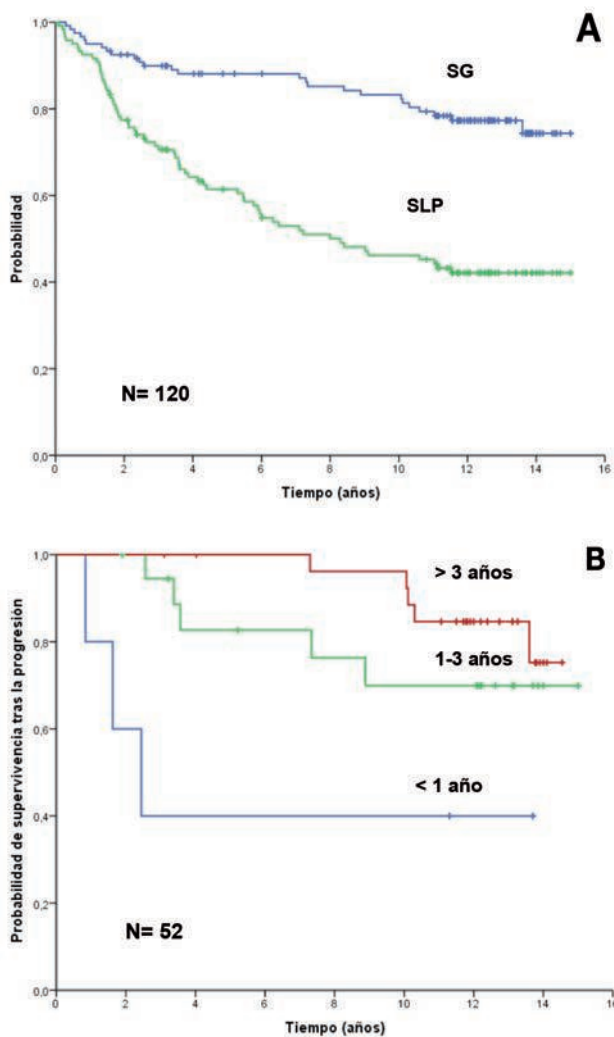 A
1,0
0,8
0,6
0,4
0,2
0,0
Probabilidad
SG
SLP
N= 120
0 2 4 6 8 10 12 14 16
Tiempo (años)
B
1,0
0,8
0,6
0,4
0,2
0,0
Probabilidad de supervivencia tras la progresión
> 3 años
1-3 años
< 1 año
N= 52
0 2 4 6 8 10 12 14 16
Tiempo (años)